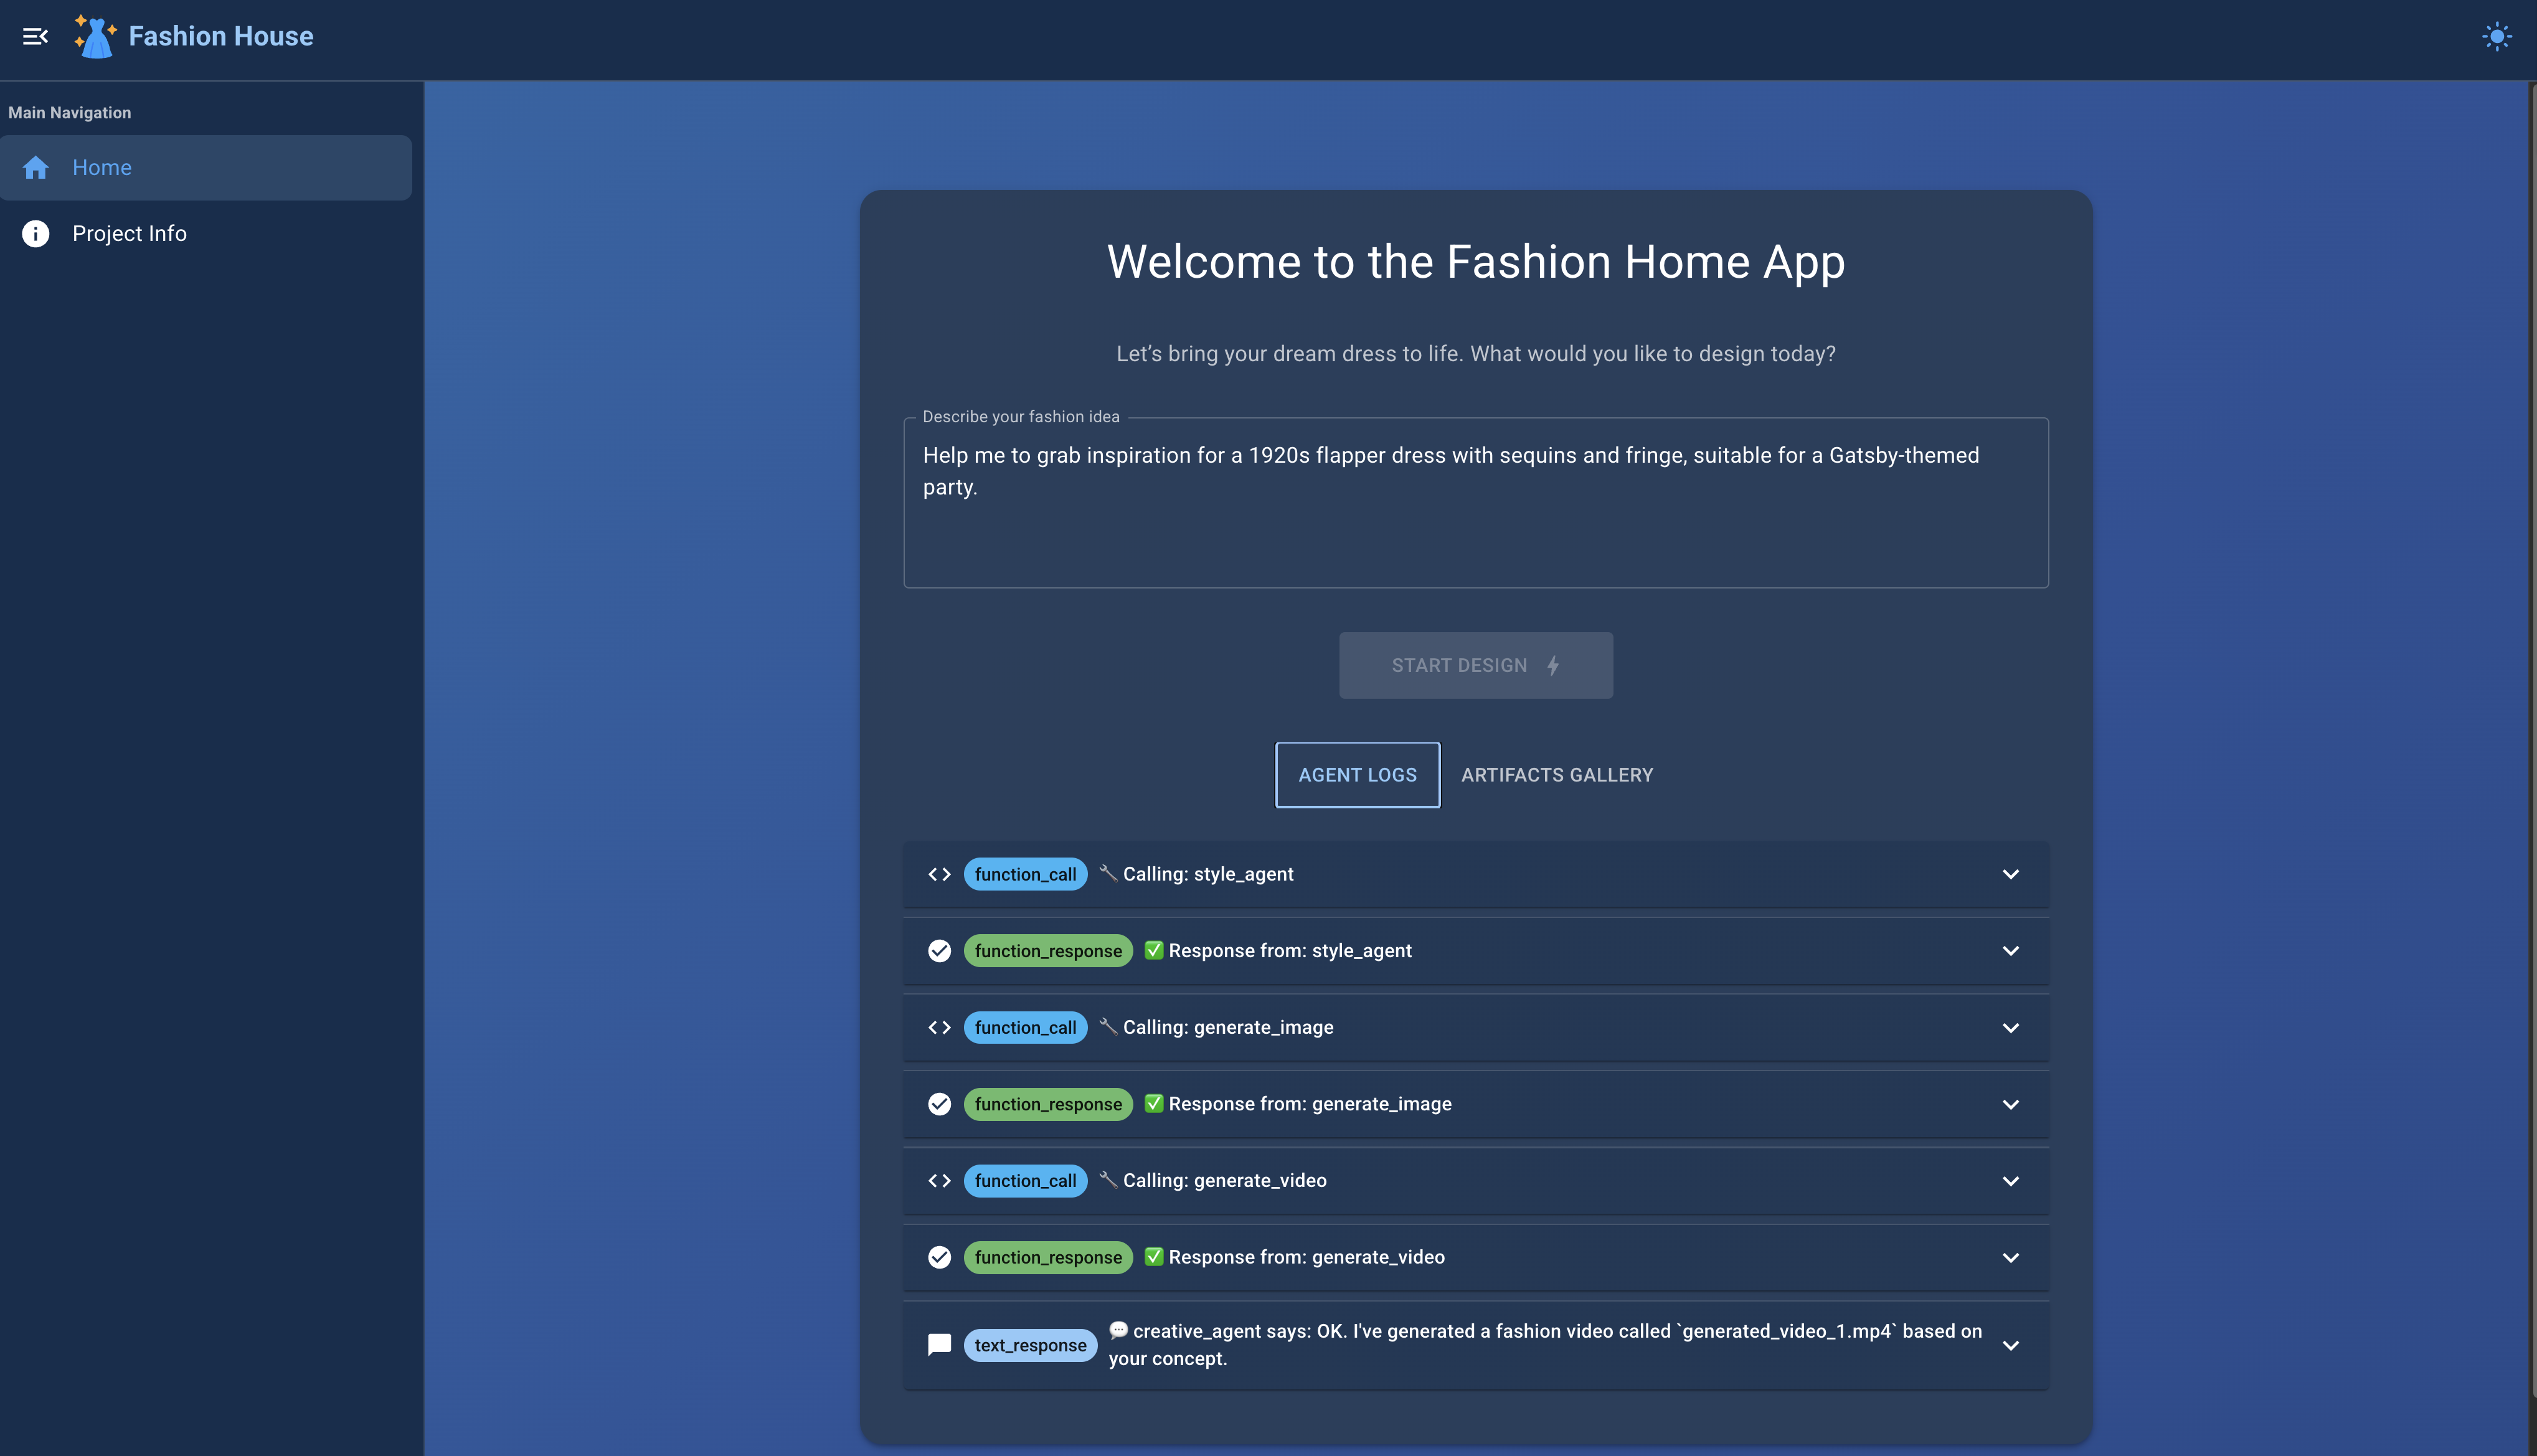 Fashion House
Main Navigation
Home
Project Info
Welcome to the Fashion Home App
Let’s bring your dream dress to life. What would you like to design today?
Describe your fashion idea
Help me to grab inspiration for a 1920s flapper dress with sequins and fringe, suitable for a Gatsby-themed
party.
START DESIGN
AGENT LOGS
ARTIFACTS GALLERY
function_call 🔧 Calling: style_agent
function_response ✅ Response from: style_agent
function_call 🔧 Calling: generate_image
function_response ✅ Response from: generate_image
function_call 🔧 Calling: generate_video
function_response ✅ Response from: generate_video
text_response 💬 creative_agent says: OK. I've generated a fashion video called `generated_video_1.mp4` based on
your concept.